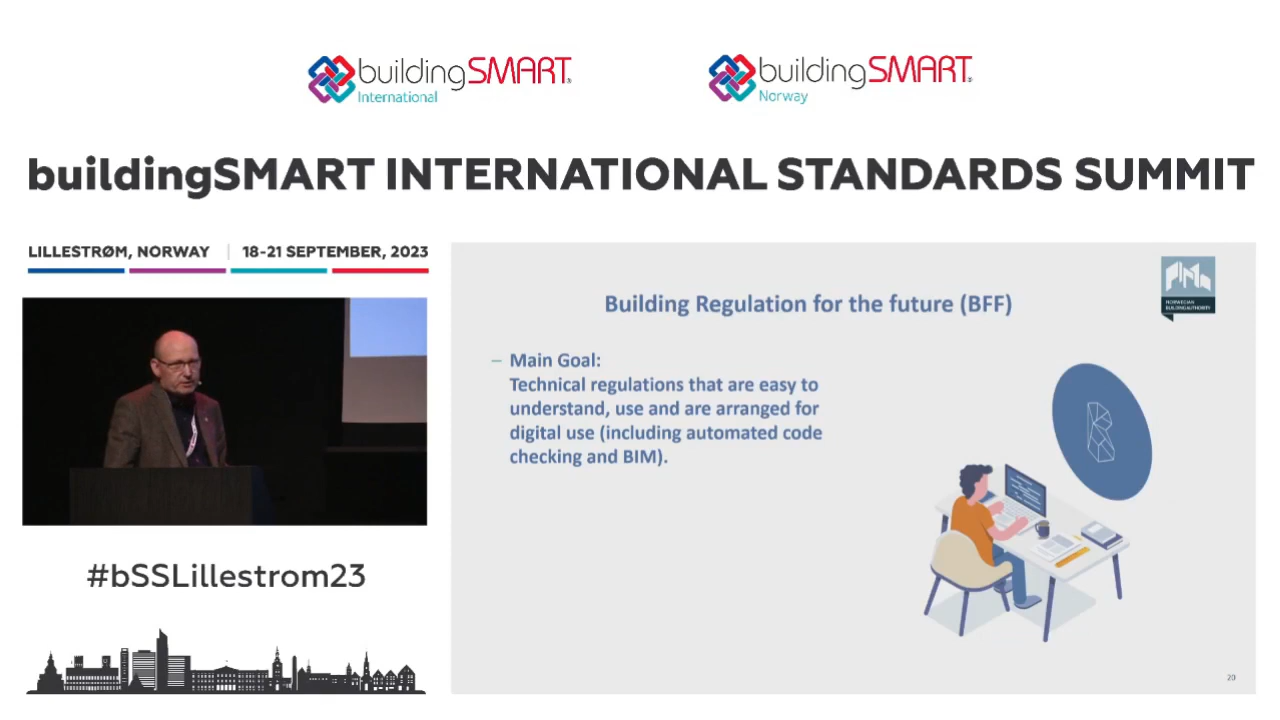 buildingSMART®
International
buildingSMART®
Norway
buildingSMART INTERNATIONAL STANDARDS SUMMIT
LILLESTRØM, NORWAY | 18-21 SEPTEMBER, 2023
NORWEGIAN
BUILDING AUTHORITY
Building Regulation for the future (BFF)
– Main Goal:
Technical regulations that are easy to
understand, use and are arranged for
digital use (including automated code
checking and BIM).
#bSSLillestrom23
20